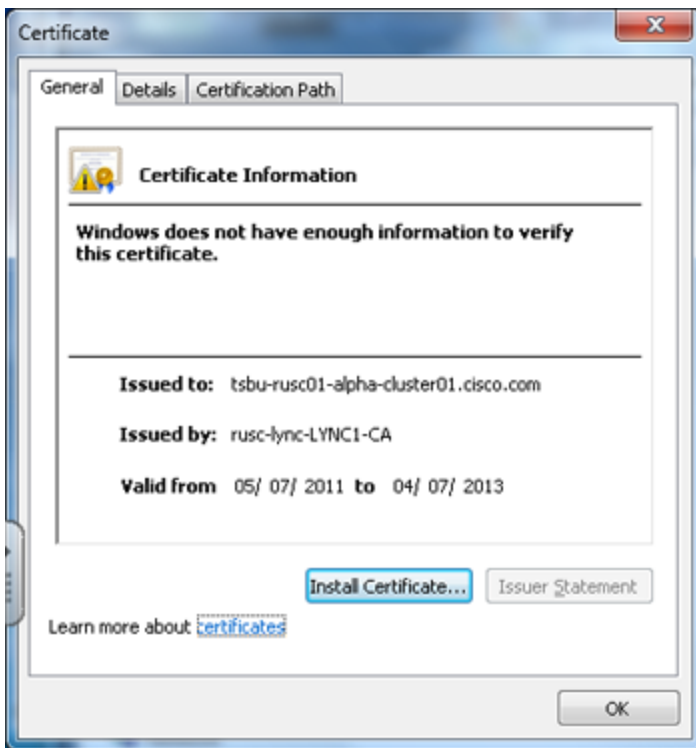 Certificate
General Details Certification Path
Certificate Information
Windows does not have enough information to verify
this certificate.
Issued to: tsbu-rusc01-alpha-cluster01.cisco.com
Issued by: rusc-lync-LYNC1-CA
Valid from 05/ 07/ 2011 to 04/ 07/ 2013
Install Certificate... Issuer Statement
Learn more about certificates
OK